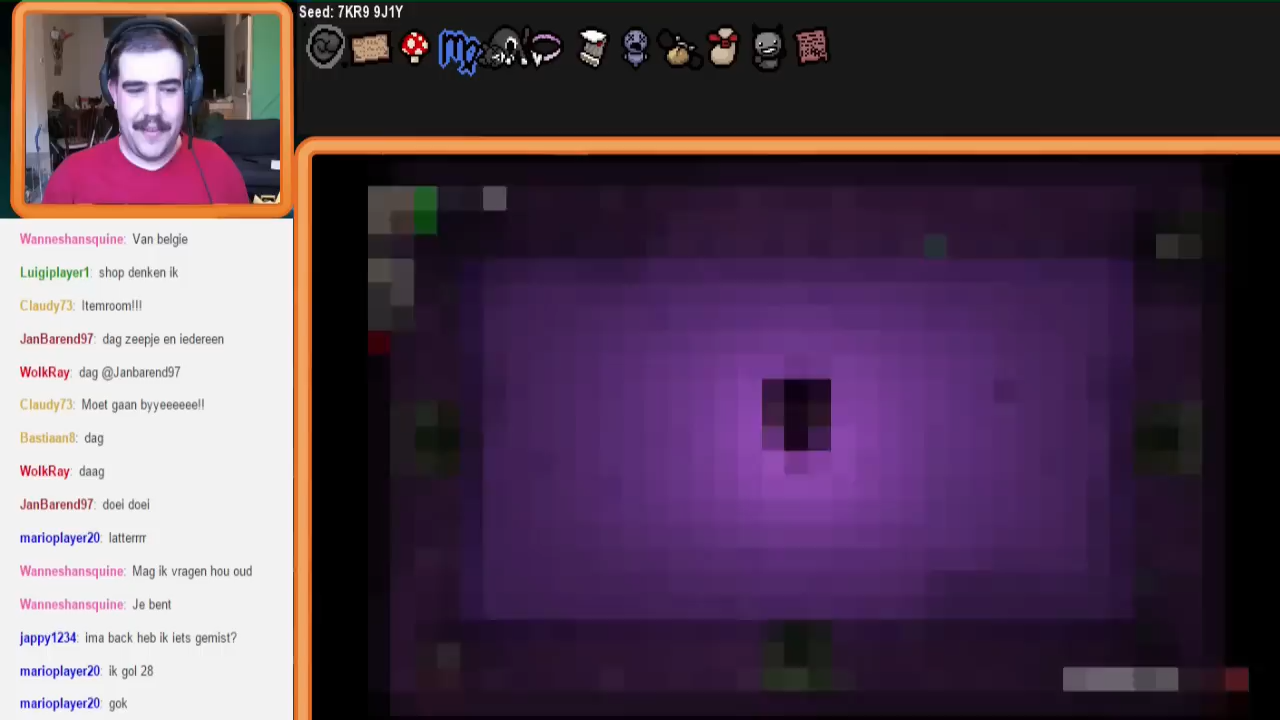 Seed: 7KR9 9J1Y
Wanneshansquine: Van belgie
Luigiplayer1: shop denken ik
Claudy73: Itemroom!!!
JanBarend97: dag zeepje en iedereen
WolkRay: dag @Janbarend97
Claudy73: Moet gaan byyeeeeee!!
Bastiaan8: dag
WolkRay: daag
JanBarend97: doei doei
marioplayer20: latterrrr
Wanneshansquine: Mag ik vragen hou oud
Wanneshansquine: Je bent
jappy1234: ima back heb ik iets gemist?
marioplayer20: ik gol 28
marioplayer20: gok